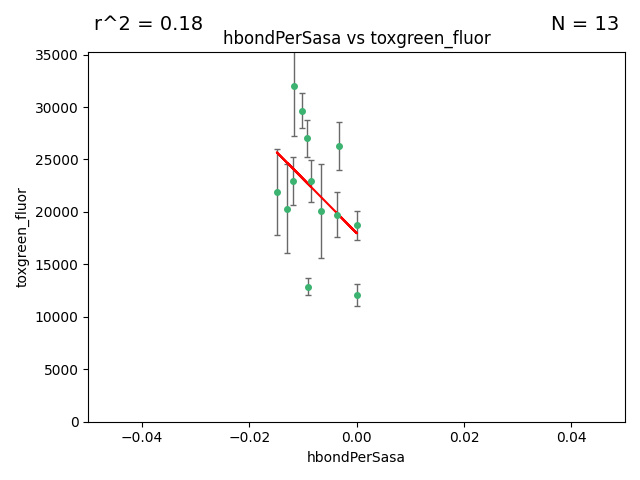 r^2 = 0.18
N = 13
hbondPerSasa vs toxgreen_fluor
35000
30000
25000
20000
15000
10000
5000
0
toxgreen_fluor
−0.04
−0.02
0.00
0.02
0.04
hbondPerSasa